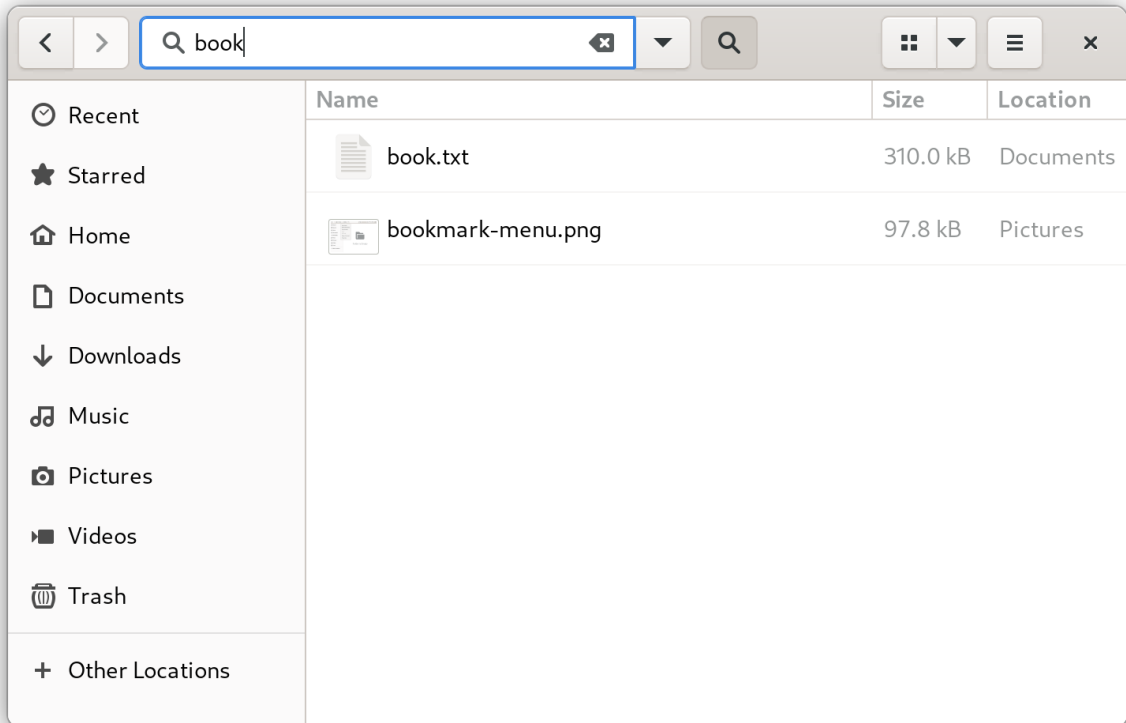 book
Recent
Starred
Home
Documents
Downloads
Music
Pictures
Videos
Trash
Other Locations
Name Size Location
book.txt 310.0 kB Documents
bookmark-menu.png 97.8 kB Pictures